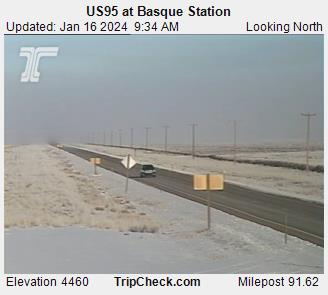 US95 at Basque Station
Updated: Jan 16 2024 9:34 AM Looking North
Elevation 4460 TripCheck.com Milepost 91.62